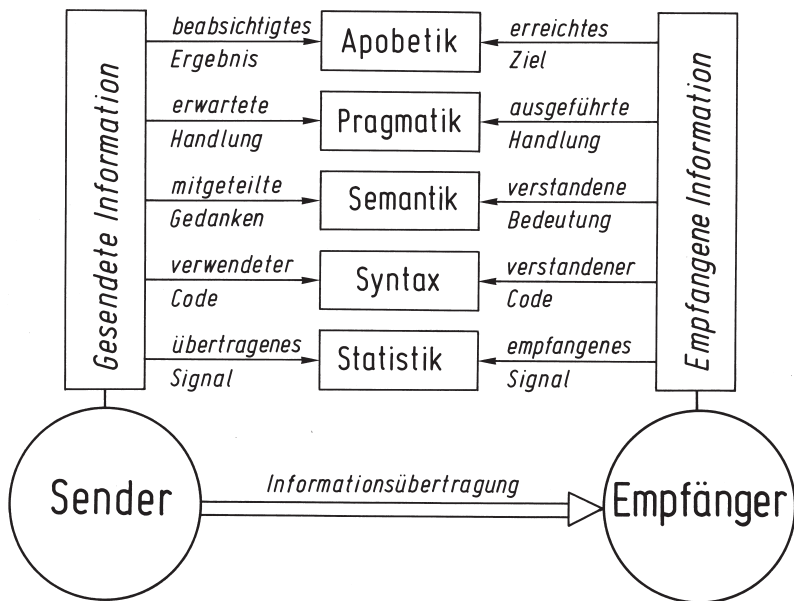 beabsichtigtes
Ergebnis
Apobetik
erreichtes
Ziel
erwartete
Handlung
Pragmatik
ausgeführte
Handlung
mitgeteilte
Gedanken
Semantik
verstandene
Bedeutung
verwendeter
Code
Syntax
verstandener
Code
übertragenes
Signal
Statistik
empfangenes
Signal
Gesendete Information
Empfangene Information
Sender
Informationsübertragung
Empfänger